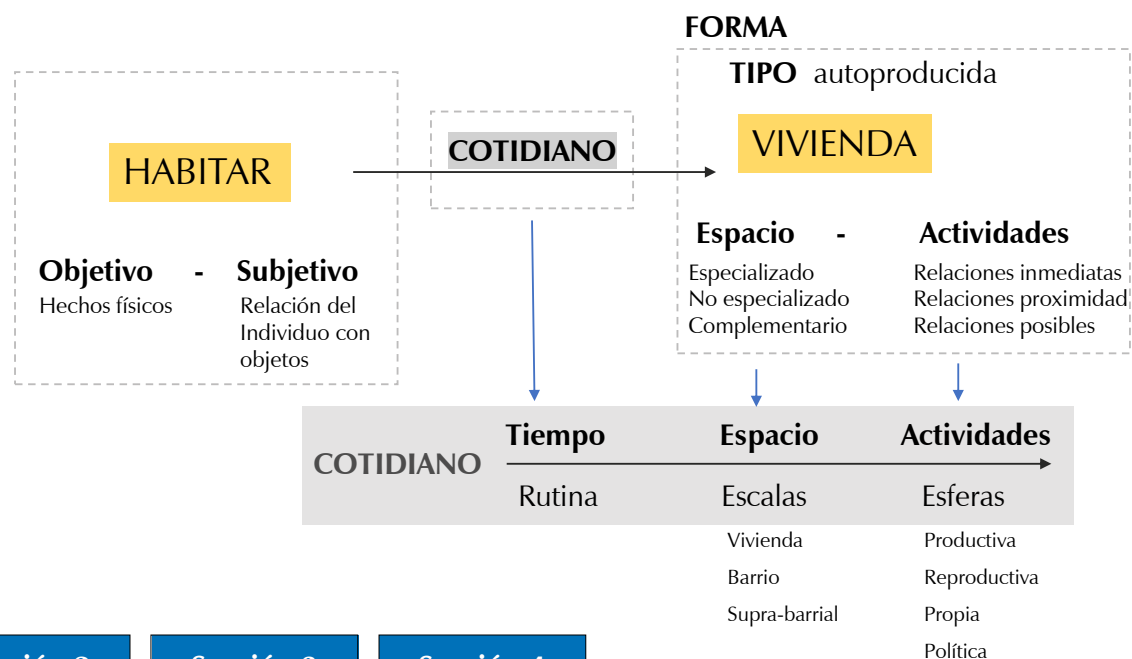 FORMA
TIPO autoproducida
HABITAR
COTIDIANO
VIVIENDA
Objetivo - Subjetivo
Hechos físicos
Relación del
Individuo con
objetos
Espacio - Actividades
Especializado
No especializado
Complementario
Relaciones inmediatas
Relaciones proximidad
Relaciones posibles
COTIDIANO
Tiempo
Espacio
Actividades
Rutina
Escalas
Esferas
Vivienda
Barrio
Supra-barrial
Productiva
Reproductiva
Propia
Política